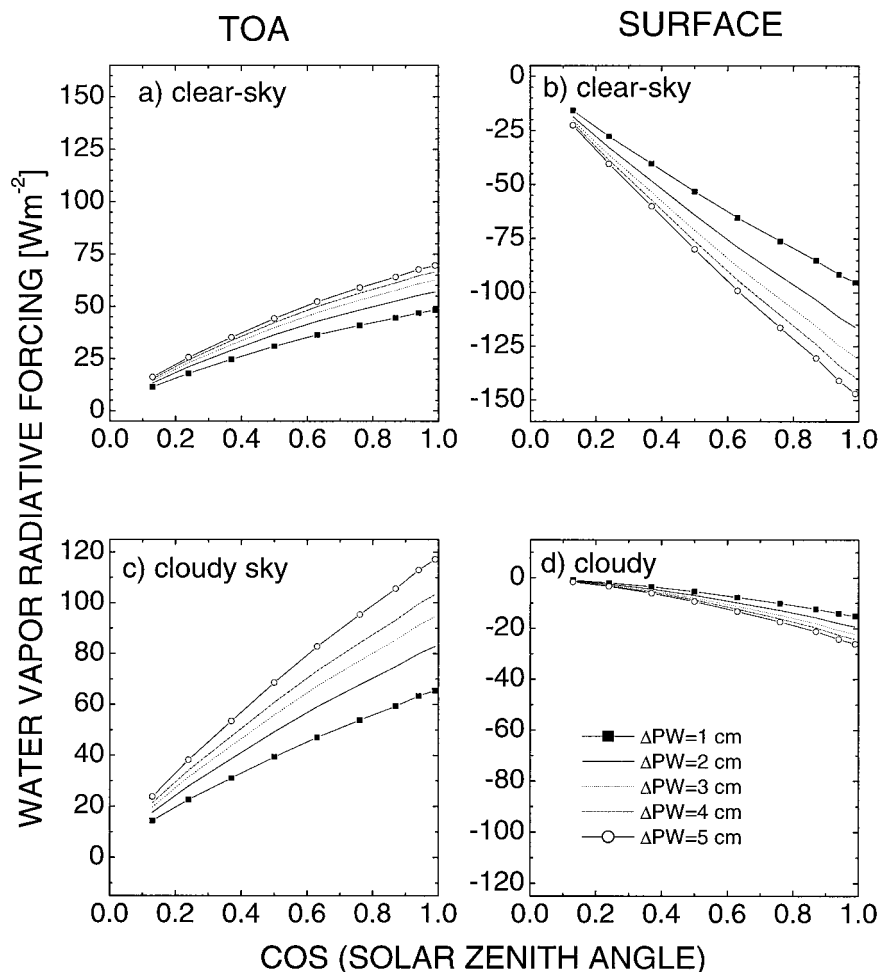 TOA
SURFACE
WATER VAPOR RADIATIVE FORCING [Wm-2]
a) clear-sky
150
125
100
75
50
25
0
0.0 0.2 0.4 0.6 0.8 1.0
b) clear-sky
0
-25
-50
-75
-100
-125
-150
0.0 0.2 0.4 0.6 0.8 1.0
c) cloudy sky
120
100
80
60
40
20
0
0.0 0.2 0.4 0.6 0.8 1.0
d) cloudy
0
-20
-40
-60
-80
-100
-120
ΔPW=1 cm
ΔPW=2 cm
ΔPW=3 cm
ΔPW=4 cm
ΔPW=5 cm
0.0 0.2 0.4 0.6 0.8 1.0
COS (SOLAR ZENITH ANGLE)